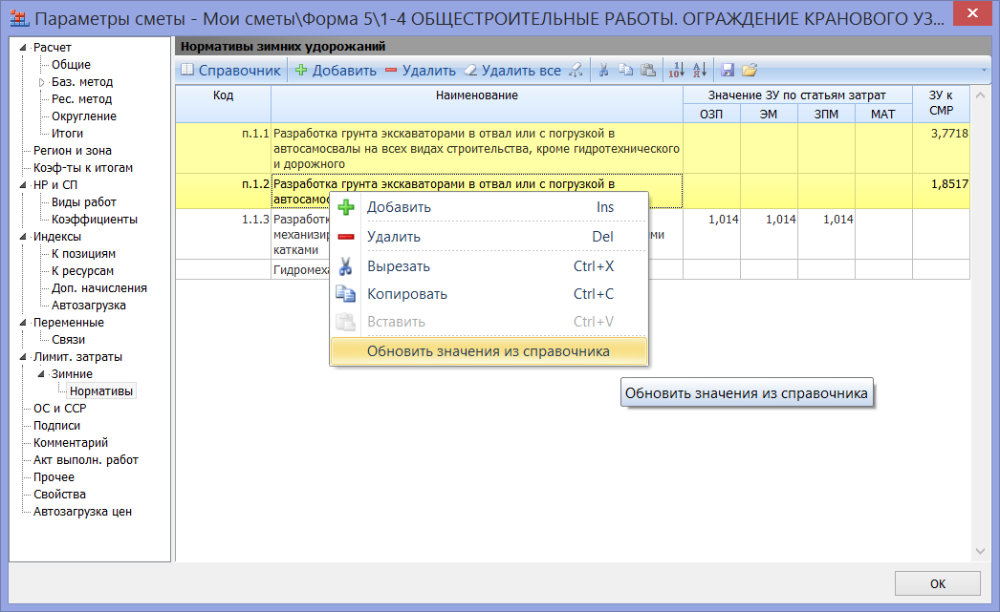 Параметры сметы - Мои сметы\Форма 5\1-4 ОБЩЕСТРОИТЕЛЬНЫЕ РАБОТЫ. ОГРАЖДЕНИЕ КРАНОВОГО УЗ...
Расчет
Общие
Баз. метод
Рес. метод
Округление
Итоги
Регион и зона
Коэф-ты к итогам
НР и СП
Виды работ
Коэффициенты
Индексы
К позициям
К ресурсам
Доп. начисления
Автозагрузка
Переменные
Связи
Лимит. затраты
Зимние
Нормативы
ОС и ССР
Подписи
Комментарий
Акт выполн. работ
Прочее
Свойства
Автозагрузка цен
Нормативы зимних удорожаний
Справочник Добавить Удалить Удалить все
Код Наименование Значение ЗУ по статьям затрат ЗУ к СМР
ОЗП ЭМ ЗПМ МАТ
п.1.1 Разработка грунта экскаваторами в отвал или с погрузкой в 3,7718
автосамосвалы на всех видах строительства, кроме гидротехнического
и дорожного
п.1.2 Разработка грунта экскаваторами в отвал или с погрузкой в 1,8517
автосамос
1.1.3 Разработк 1,014 1,014 1,014
механизир ми
катками
Гидромеха
Добавить Ins
Удалить Del
Вырезать Ctrl+X
Копировать Ctrl+C
Вставить Ctrl+V
Обновить значения из справочника
Обновить значения из справочника
ОК